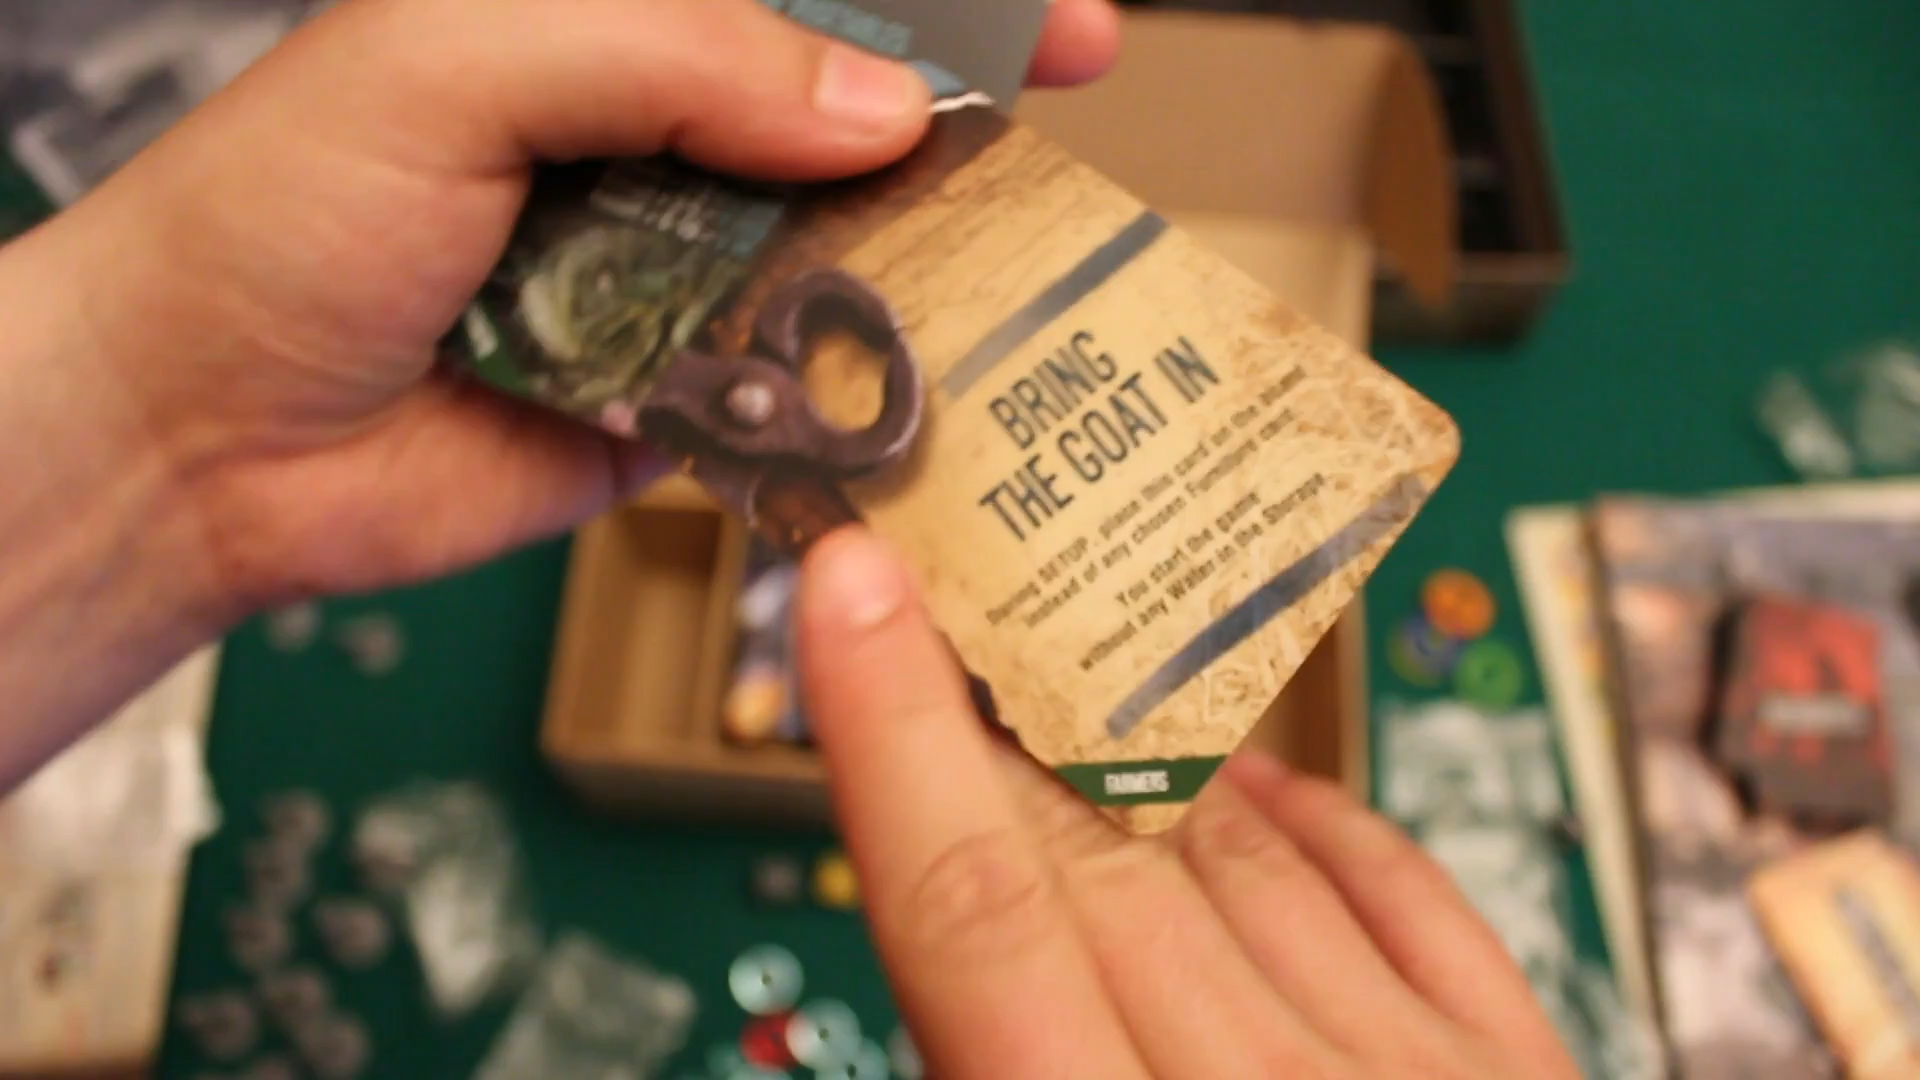 BRING
THE GOAT IN
During SETUP, place this card on the Island
instead of any chosen Furniture card.
You start the game
without any Water in the Storage.
FARMERS